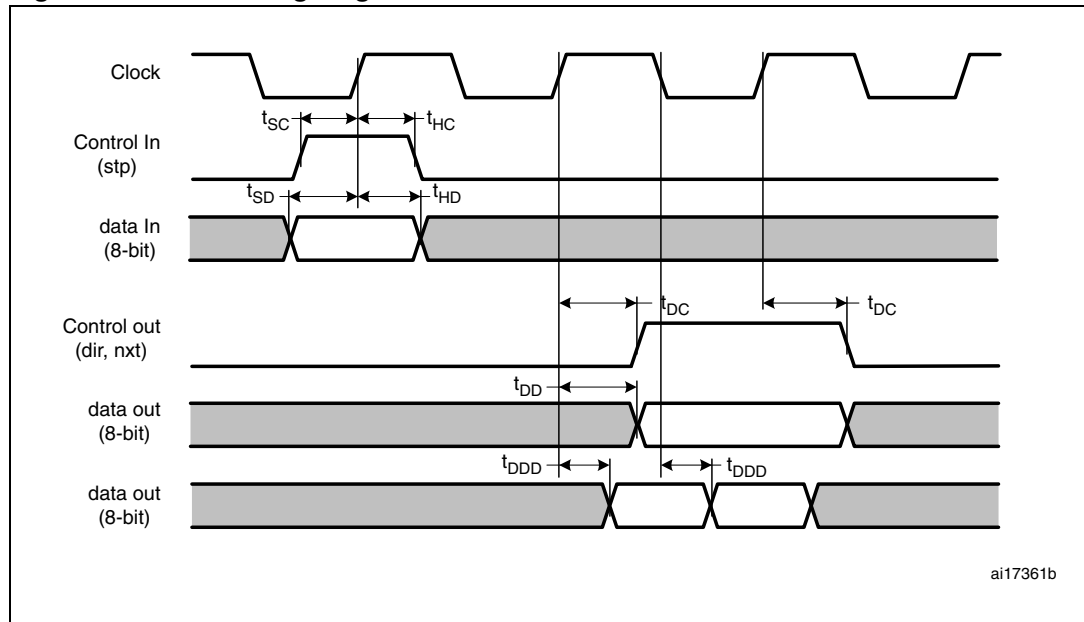 Clock
tSC
tHC
Control In
(stp)
tSD
tHD
data In
(8-bit)
tDC
tDC
Control out
(dir, nxt)
tDD
data out
(8-bit)
tDDD
tDDD
data out
(8-bit)
ai17361b